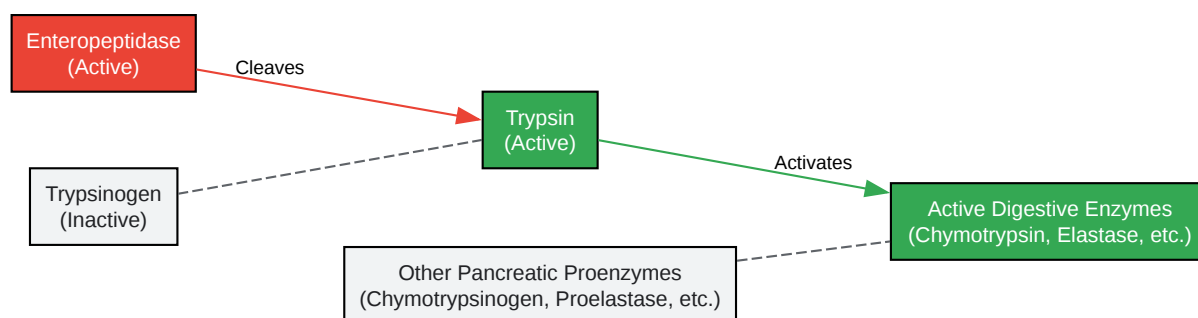 Enteropeptidase
(Active)
Cleaves
Trypsin
(Active)
Activates
Trypsinogen
(Inactive)
Active Digestive Enzymes
(Chymotrypsin, Elastase, etc.)
Other Pancreatic Proenzymes
(Chymotrypsinogen, Proelastase, etc.)